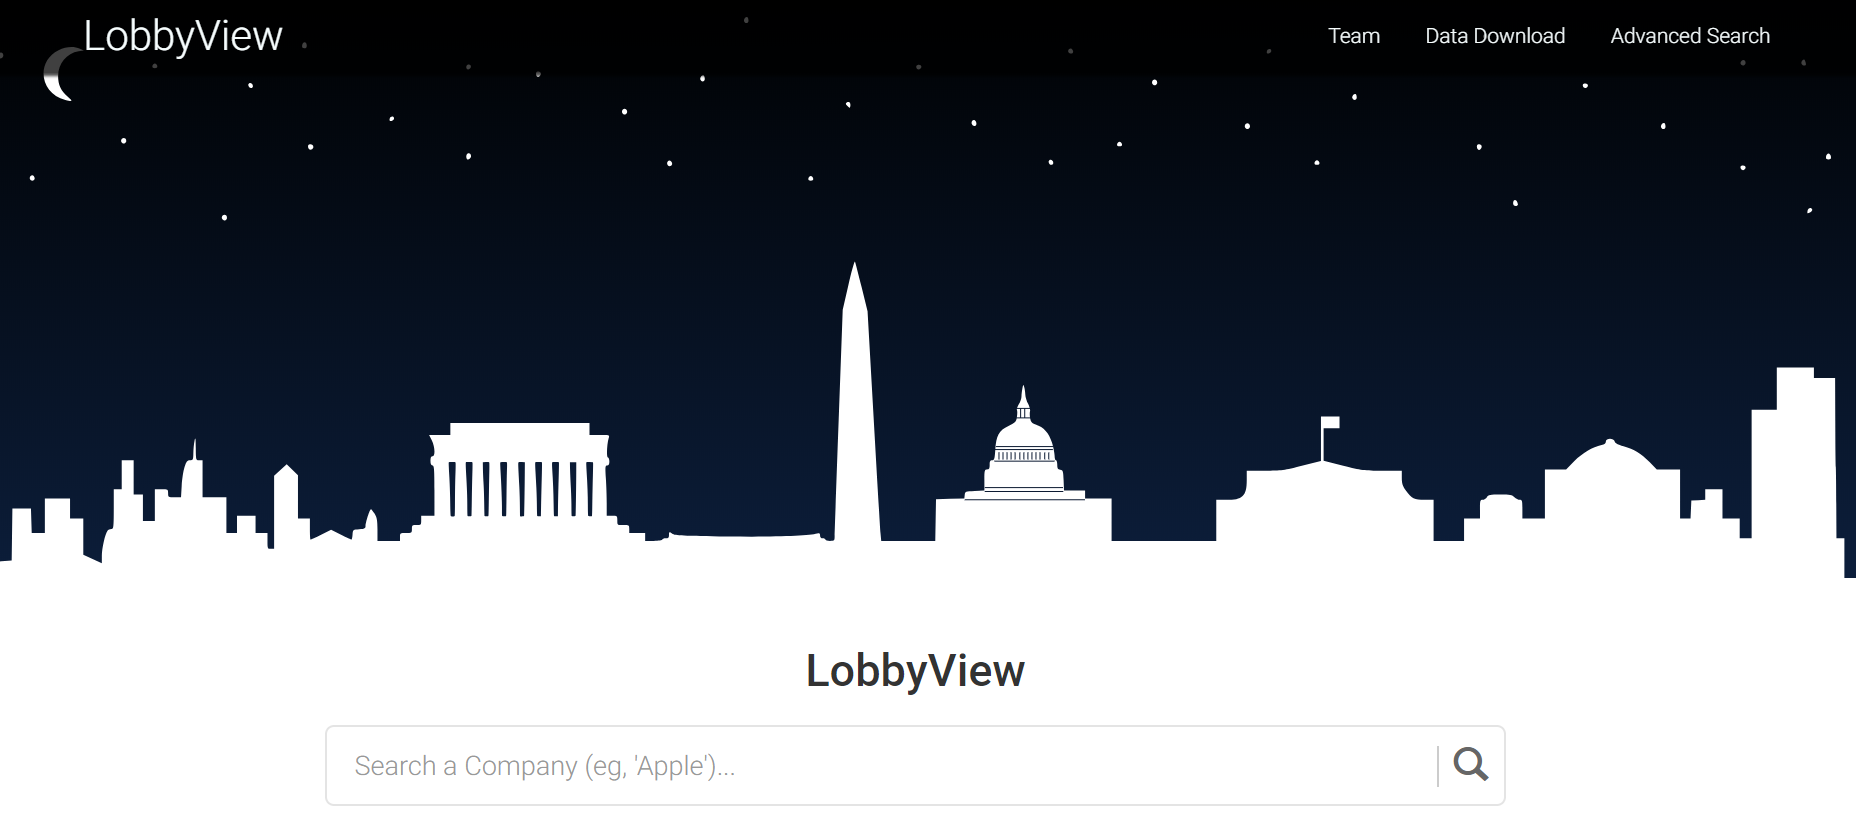 LobbyView
Team
Data Download
Advanced Search
LobbyView
Search a Company (eg, 'Apple')...